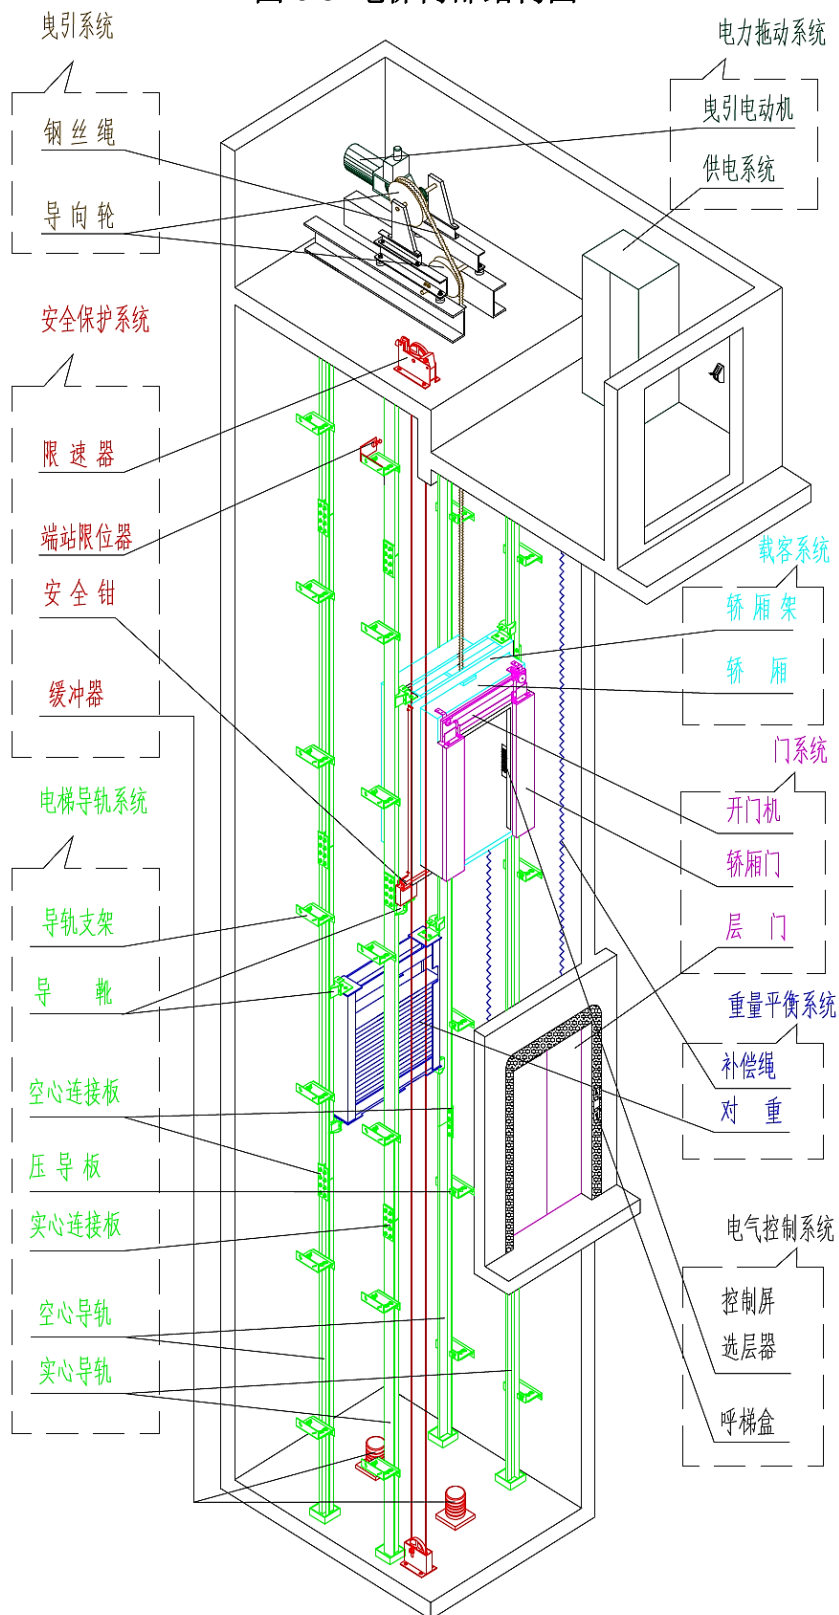 曳引系统
钢丝绳
导向轮
安全保护系统
限速器
端站限位器
安全钳
缓冲器
电梯导轨系统
导轨支架
导靴
空心连接板
压导板
实心连接板
空心导轨
实心导轨
电力拖动系统
曳引电动机
供电系统
载客系统
轿厢架
轿厢
门系统
开门机
轿厢门
层门
重量平衡系统
补偿绳
对重
电气控制系统
控制屏
选层器
呼梯盒